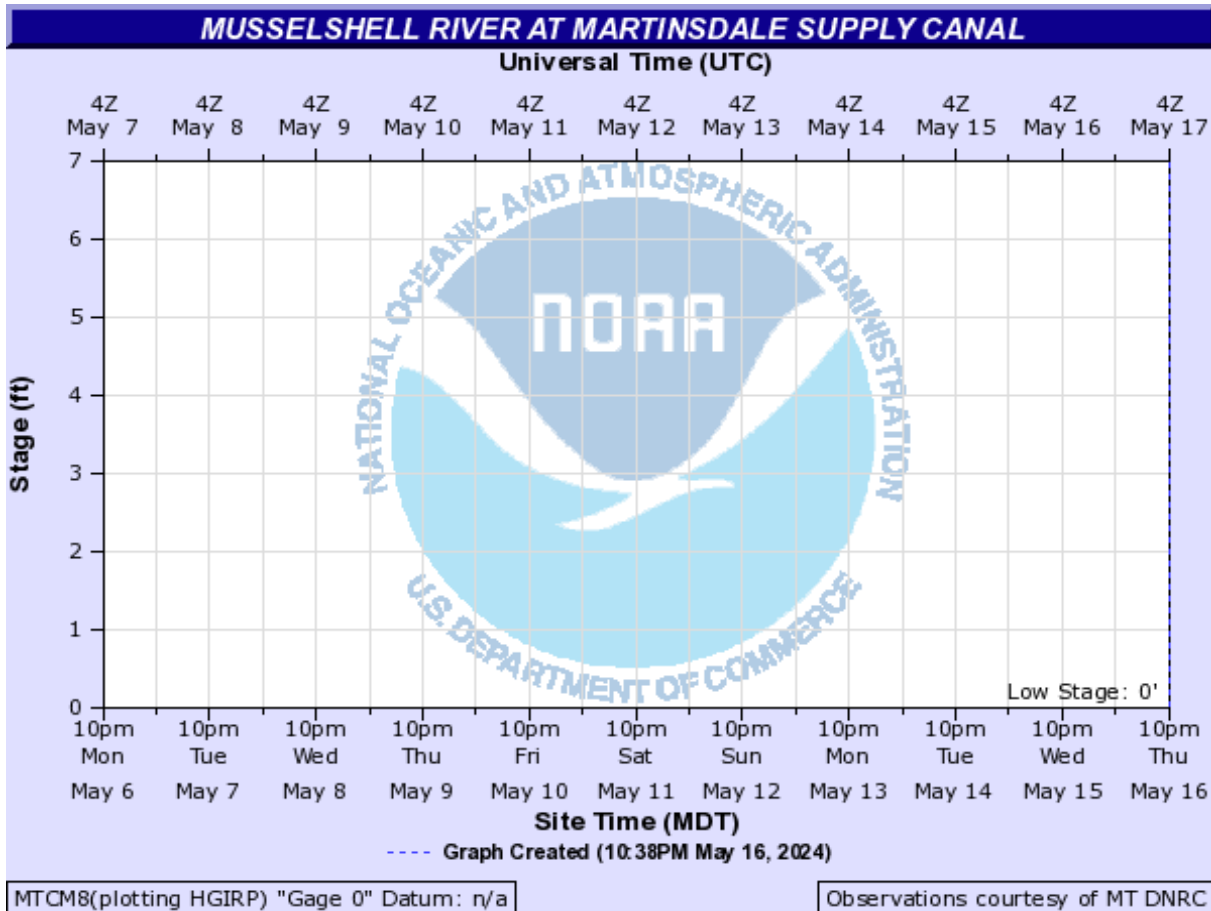 MUSSELSHELL RIVER AT MARTINSDALE SUPPLY CANAL
Universal Time (UTC)
4Z 4Z 4Z 4Z 4Z 4Z 4Z 4Z 4Z 4Z 4Z
May 7 May 8 May 9 May 10 May 11 May 12 May 13 May 14 May 15 May 16 May 17
NATIONAL OCEANIC AND ATMOSPHERIC ADMINISTRATION
NOAA
U.S. DEPARTMENT OF COMMERCE
Stage (ft)
7
6
5
4
3
2
1
0
Low Stage: 0'
10pm 10pm 10pm 10pm 10pm 10pm 10pm 10pm 10pm 10pm 10pm
Mon Tue Wed Thu Fri Sat Sun Mon Tue Wed Thu
May 6 May 7 May 8 May 9 May 10 May 11 May 12 May 13 May 14 May 15 May 16
Site Time (MDT)
---- Graph Created (10:38PM May 16, 2024)
MTCM8(plotting HGIRP) "Gage 0" Datum: n/a
Observations courtesy of MT DNRC